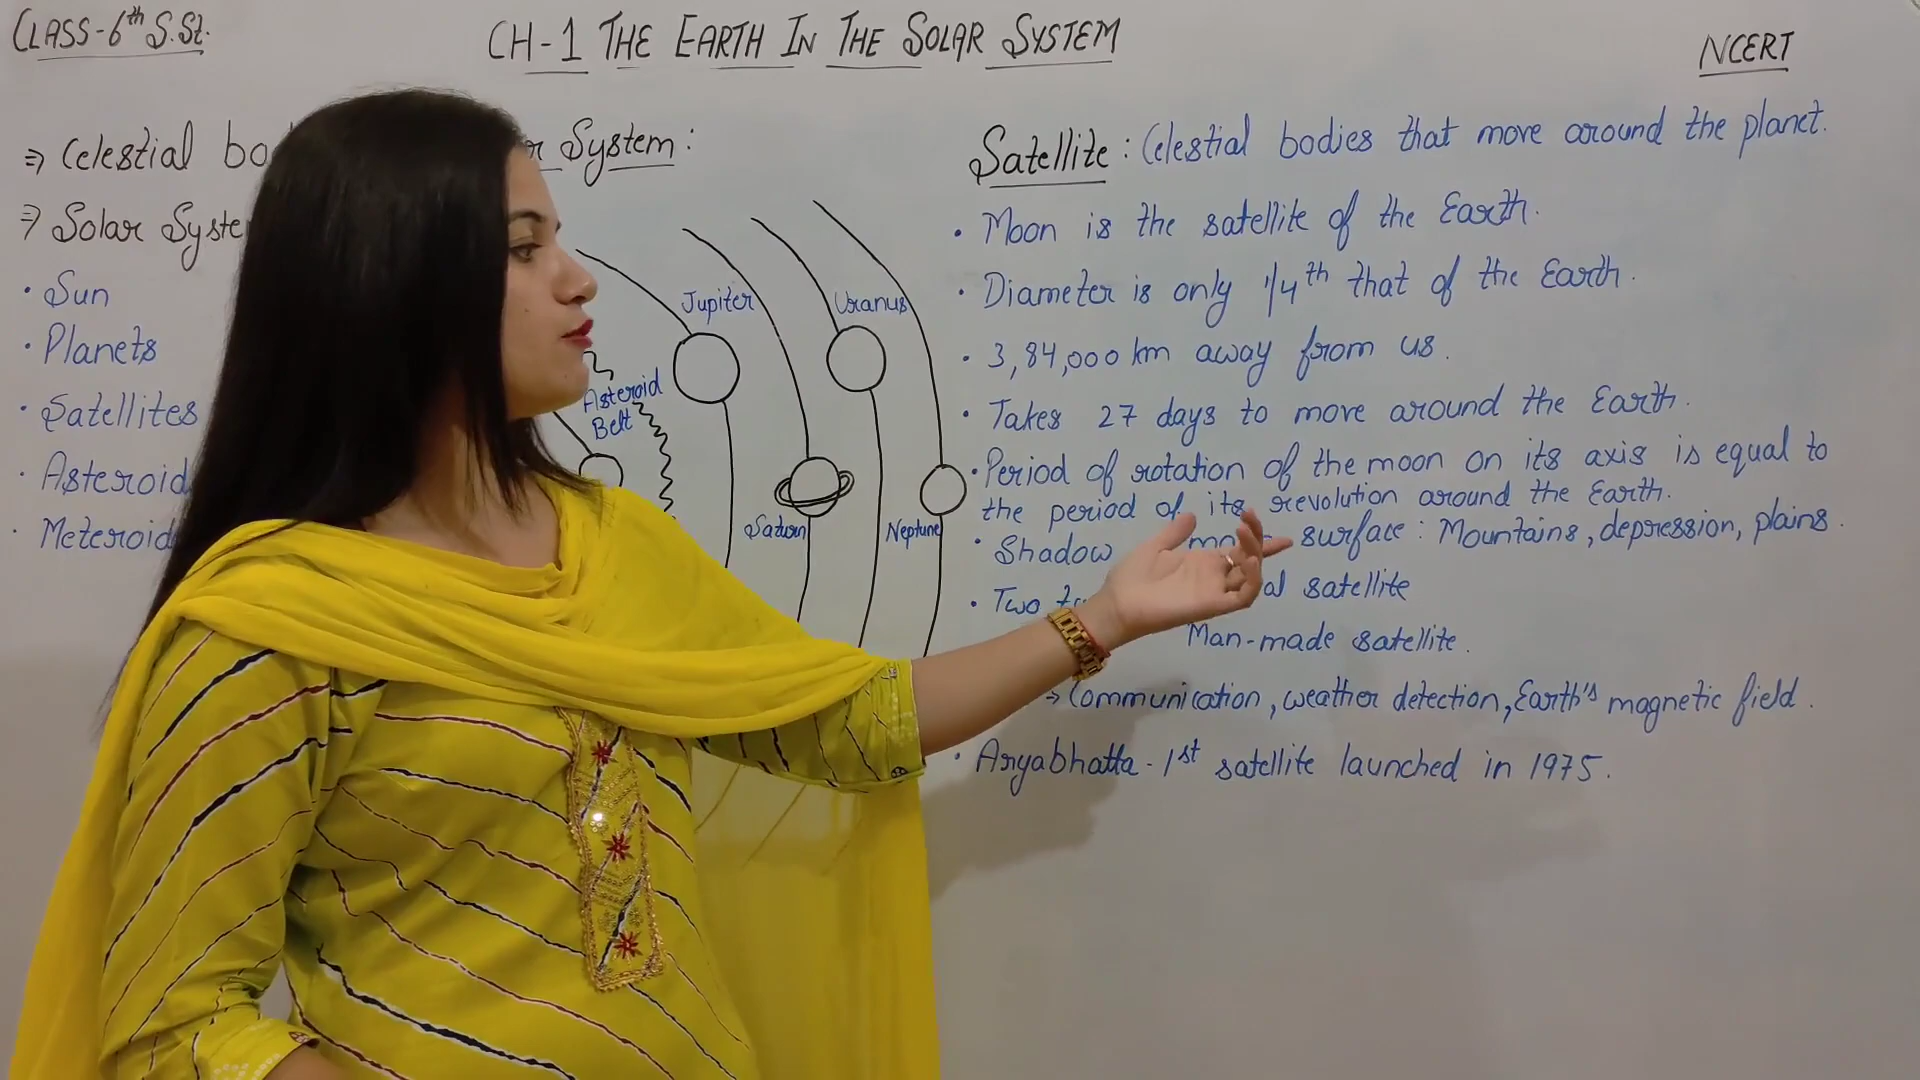 CLASS-6th S.St.
CH-1 THE EARTH IN THE SOLAR SYSTEM
NCERT
⇒ Celestial System:
⇒ Solar
• Sun
• Planets
• Satellites
• Asteroid
• Meteroid
Jupiter
Uranus
Asteroid
Belt
Saturn
Neptune
Satellite: Celestial bodies that move around the planet.
• Moon is the satellite of the Earth.
• Diameter is only 1/4th that of the Earth.
• 3,84,000 km away from us.
• Takes 27 days to move around the Earth.
• Period of rotation of the moon on its axis is equal to
the period of its revolution around the Earth.
• Shadow surface: Mountains, depression, plains.
• Two satellite
Man-made satellite.
→ Communication, weather detection, Earth's magnetic field.
• Aryabhatta - 1st satellite launched in 1975.